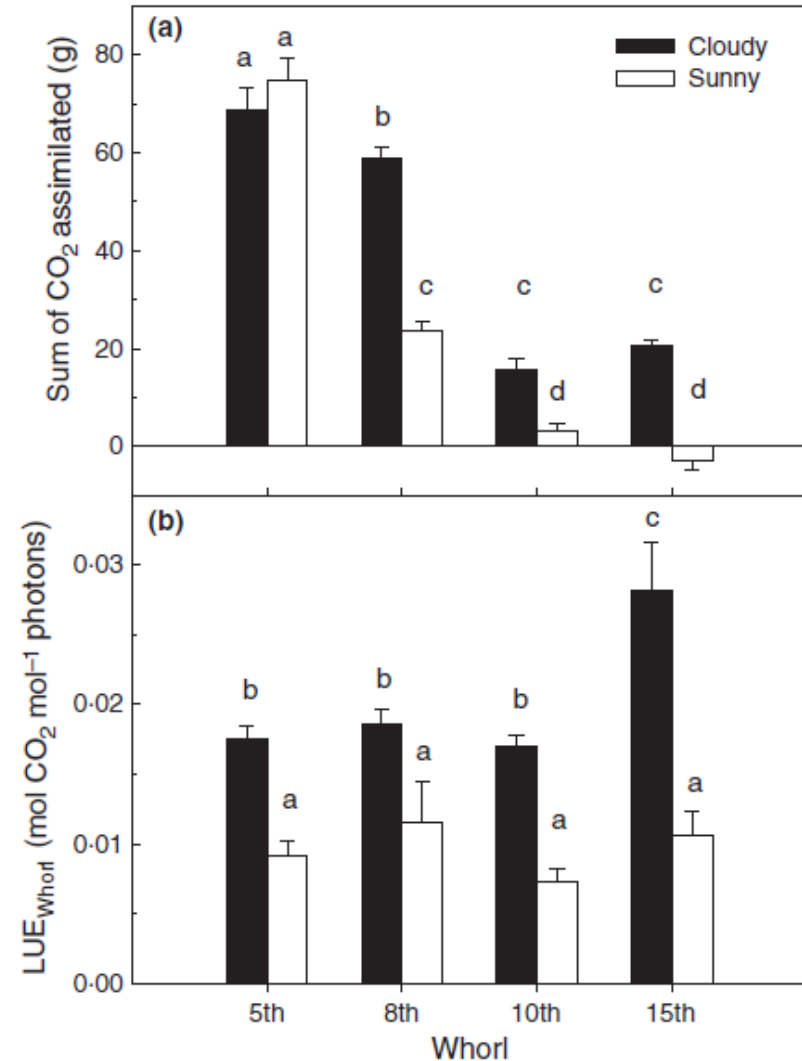 (a)
Cloudy
Sunny
Sum of CO₂ assimilated (g)
80
60
40
20
0
a
a
b
c
c
d
c
d
(b)
LUE_Whorl (mol CO₂ mol⁻¹ photons)
0·03
0·02
0·01
0·00
b
a
b
a
b
a
c
a
5th
8th
10th
15th
Whorl